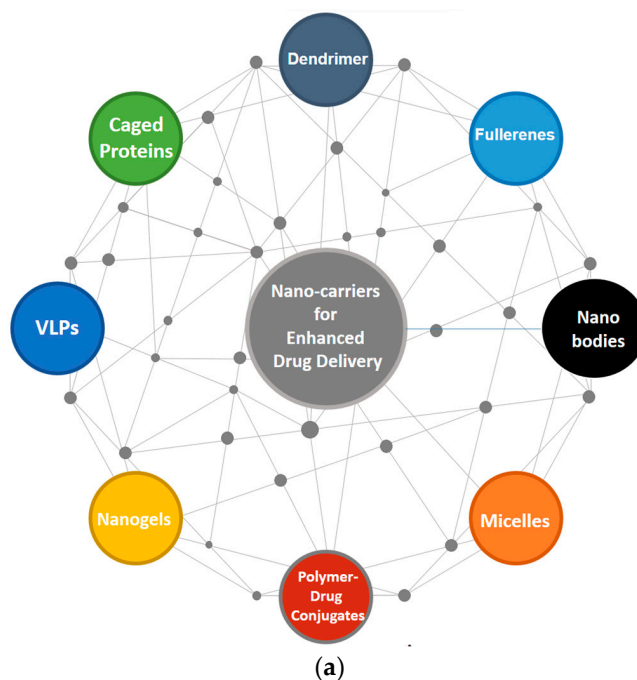 Dendrimer
Caged
Proteins
Fullerenes
VLPs
Nano-carriers
for
Enhanced
Drug Delivery
Nano
bodies
Nanogels
Micelles
Polymer-
Drug
Conjugates
(a)